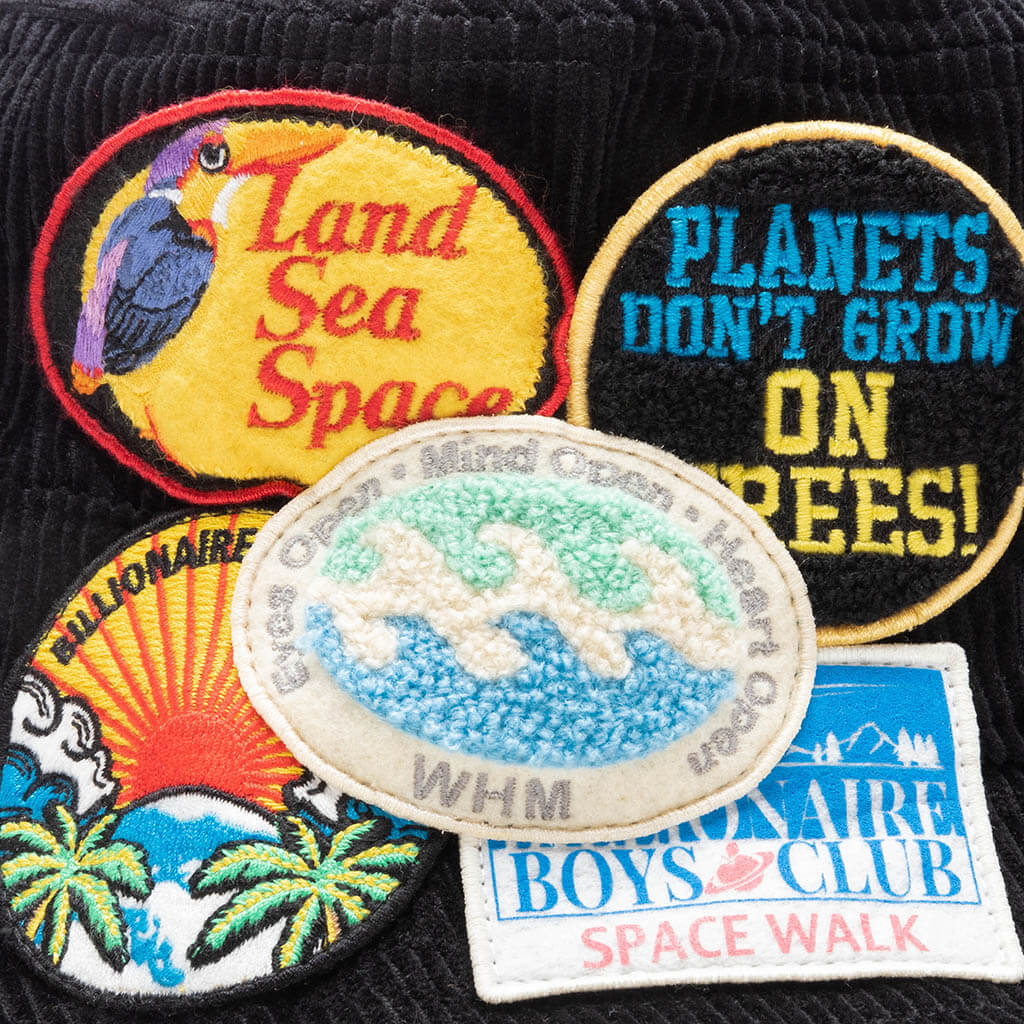 Land
Sea
Space
PLANETS
DON'T GROW
ON
REES!
Eyes Open • Mind Open • Heart Open
WHM
BILLIONAIRE
BOYS CLUB
SPACE WALK